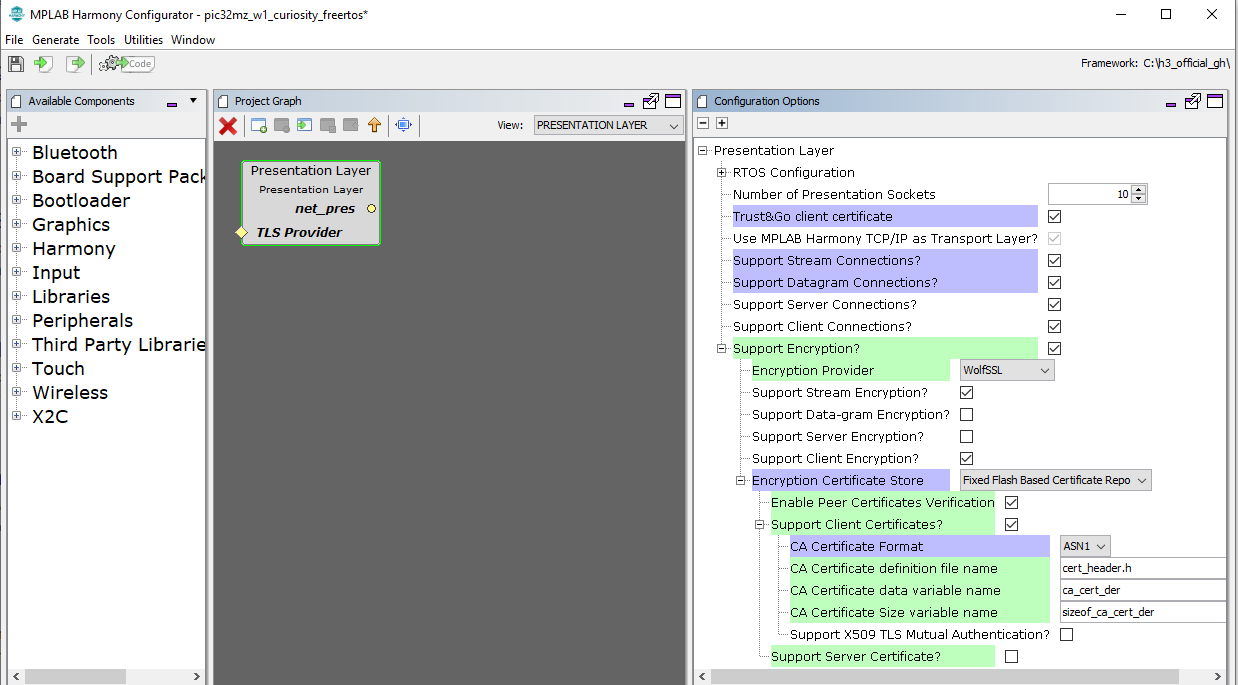 MPLAB Harmony Configurator - pic32mz_w1_curiosity_freertos*
File Generate Tools Utilities Window
Code
Framework: C:\h3_official_gh\
Available Components
Bluetooth
Board Support Pack
Bootloader
Graphics
Harmony
Input
Libraries
Peripherals
Third Party Librarie
Touch
Wireless
X2C
Project Graph
View: PRESENTATION LAYER
Presentation Layer
Presentation Layer
net_pres
TLS Provider
Configuration Options
Presentation Layer
RTOS Configuration
Number of Presentation Sockets 10
Trust&Go client certificate
Use MPLAB Harmony TCP/IP as Transport Layer?
Support Stream Connections?
Support Datagram Connections?
Support Server Connections?
Support Client Connections?
Support Encryption?
Encryption Provider WolfSSL
Support Stream Encryption?
Support Data-gram Encryption?
Support Server Encryption?
Support Client Encryption?
Encryption Certificate Store Fixed Flash Based Certificate Repo
Enable Peer Certificates Verification
Support Client Certificates?
CA Certificate Format ASN1
CA Certificate definition file name cert_header.h
CA Certificate data variable name ca_cert_der
CA Certificate Size variable name sizeof_ca_cert_der
Support X509 TLS Mutual Authentication?
Support Server Certificate?